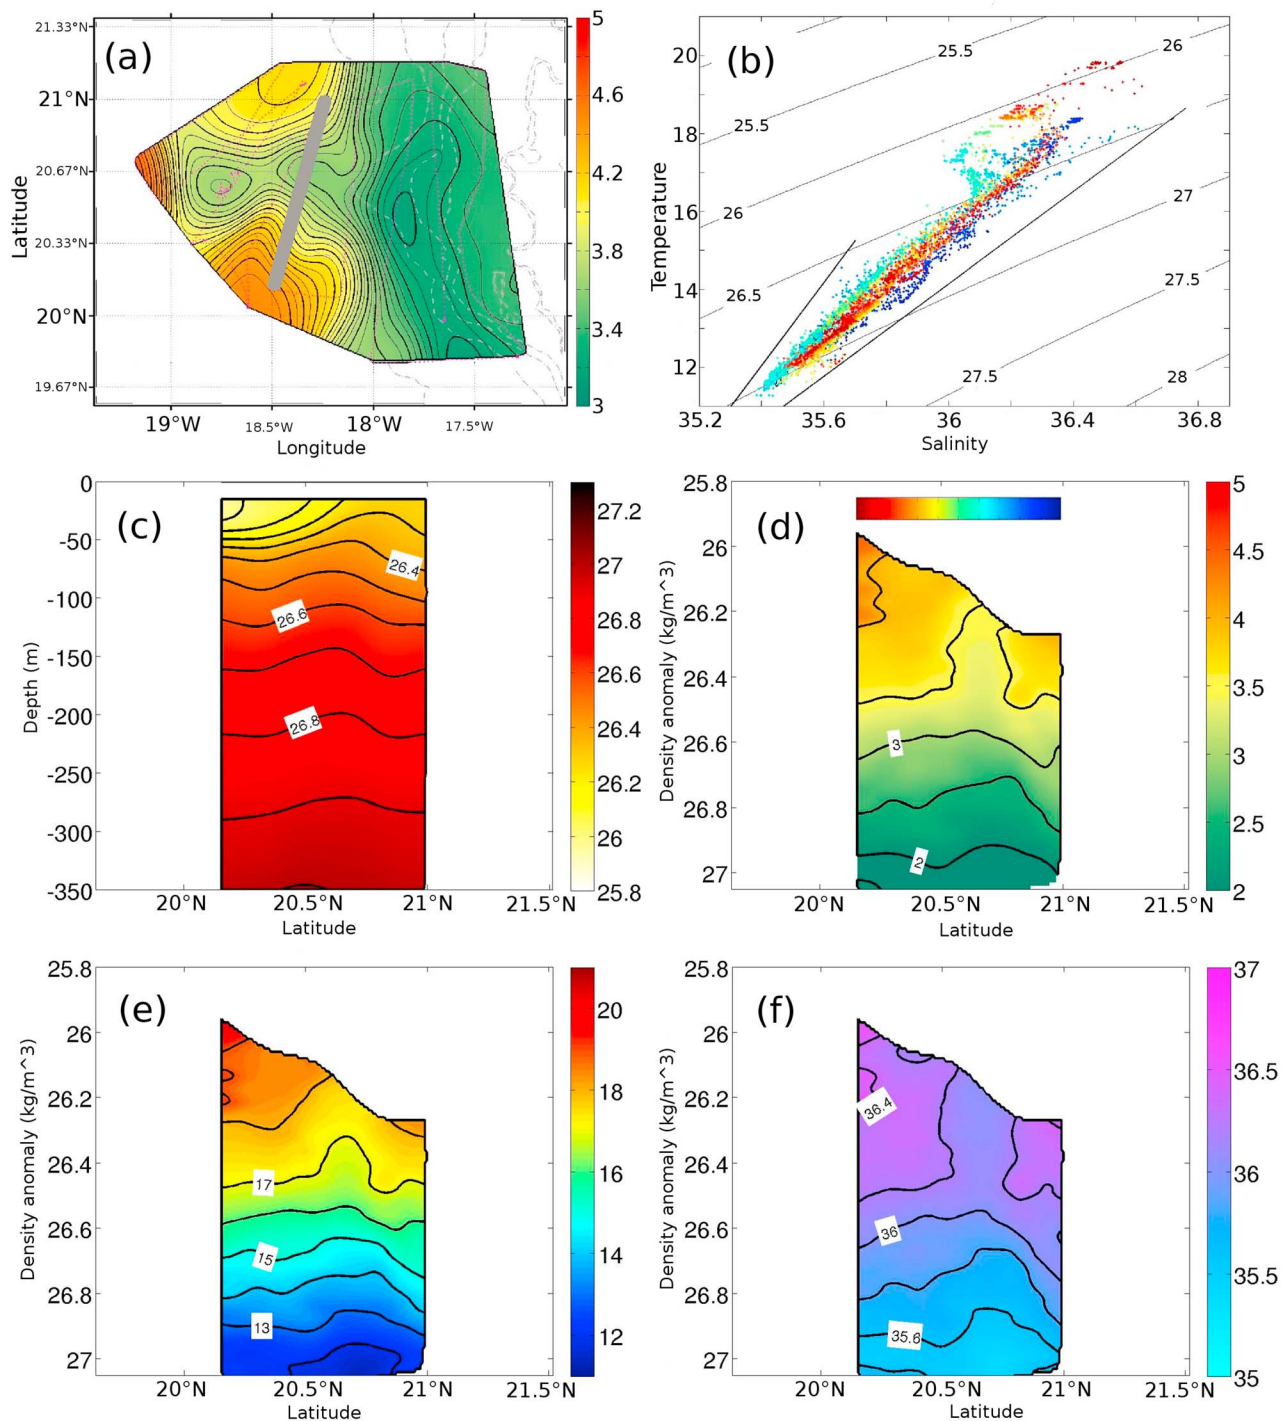 (a)
21.33°N
21°N
20.67°N
20.33°N
20°N
19.67°N
Latitude
19°W
18.5°W
18°W
17.5°W
Longitude
5
4.6
4.2
3.8
3.4
3
(b)
20
18
16
14
12
Temperature
35.2
35.6
36
36.4
36.8
Salinity
25.5
26
25.5
26
27
26.5
27.5
27.5
28
(c)
0
-50
-100
-150
-200
-250
-300
-350
Depth (m)
26.4
26.6
26.8
20°N
20.5°N
21°N
21.5°N
Latitude
27.2
27
26.8
26.6
26.4
26.2
26
25.8
(d)
25.8
26
26.2
26.4
26.6
26.8
27
Density anomaly (kg/m^3)
3
2
20°N
20.5°N
21°N
21.5°N
Latitude
5
4.5
4
3.5
3
2.5
2
(e)
25.8
26
26.2
26.4
26.6
26.8
27
Density anomaly (kg/m^3)
17
15
13
20°N
20.5°N
21°N
21.5°N
Latitude
20
18
16
14
12
(f)
25.8
26
26.2
26.4
26.6
26.8
27
Density anomaly (kg/m^3)
36.4
36
35.6
20°N
20.5°N
21°N
21.5°N
Latitude
37
36.5
36
35.5
35